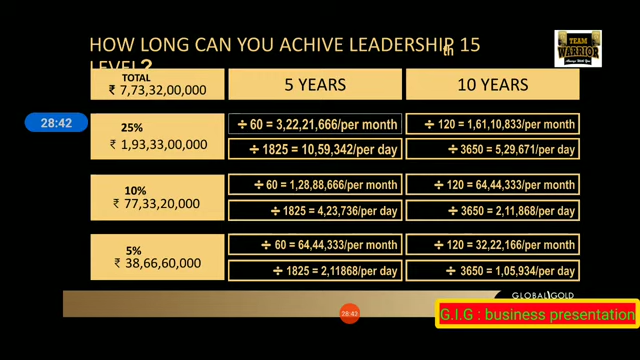 HOW LONG CAN YOU ACHIVE LEADERSHIP 15
th
LEVEL?
TEAM
WARRIOR
TOTAL
₹ 7,73,32,00,000
5 YEARS
10 YEARS
28:42
25%
₹ 1,93,33,00,000
÷ 60 = 3,22,21,666/per month
÷ 120 = 1,61,10,833/per month
÷ 1825 = 10,59,342/per day
÷ 3650 = 5,29,671/per day
10%
₹ 77,33,20,000
÷ 60 = 1,28,88,666/per month
÷ 120 = 64,44,333/per month
÷ 1825 = 4,23,736/per day
÷ 3650 = 2,11,868/per day
5%
₹ 38,66,60,000
÷ 60 = 64,44,333/per month
÷ 120 = 32,22,166/per month
÷ 1825 = 2,11868/per day
÷ 3650 = 1,05,934/per day
GLOBAL GOLD
28:43
G.I.G : business presentation